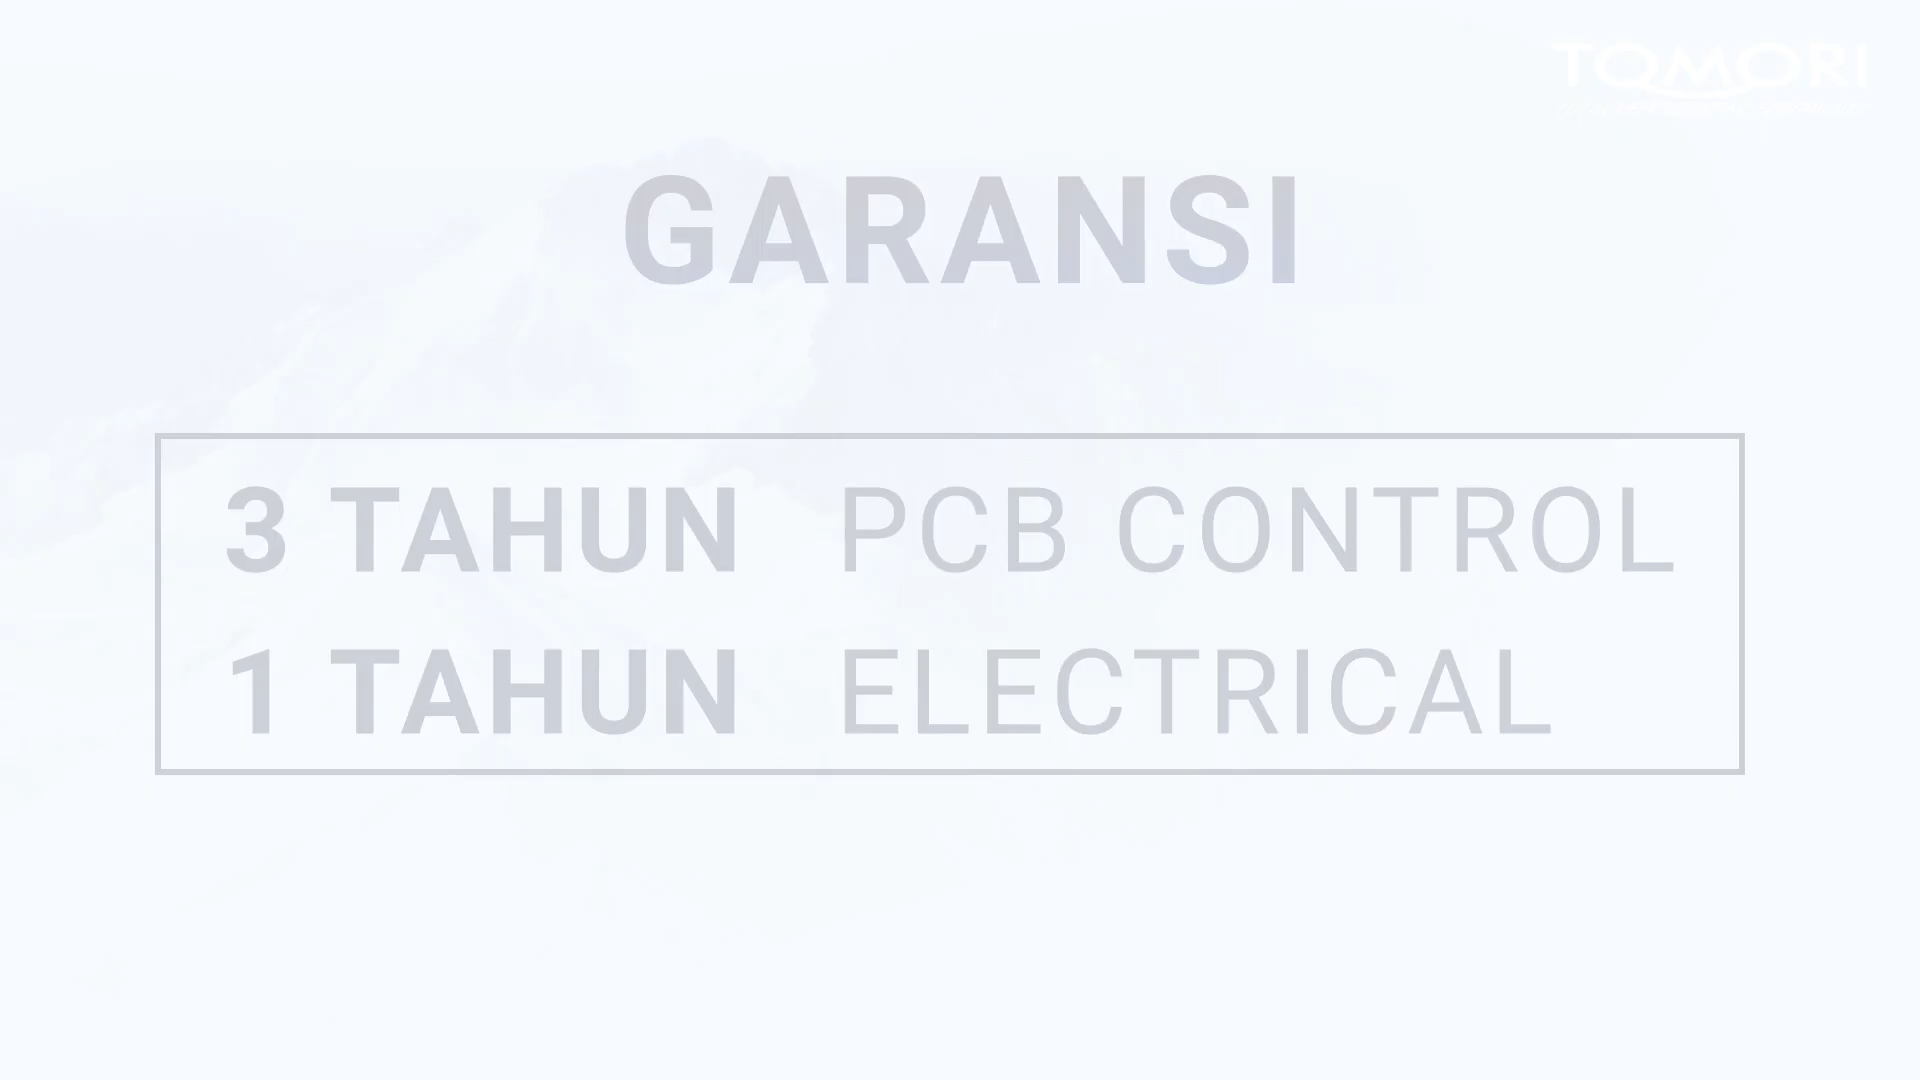 TOMORI
GARANSI
3 TAHUN PCB CONTROL
1 TAHUN ELECTRICAL